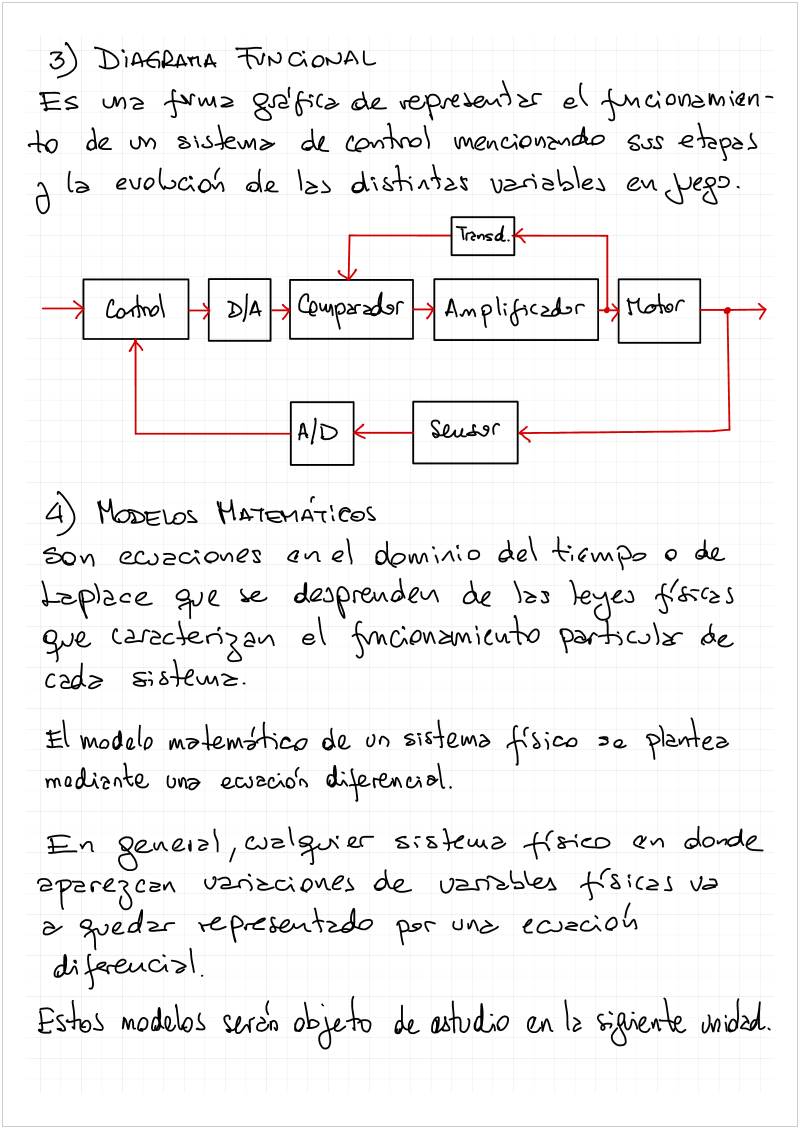 3) DIAGRAMA FUNCIONAL
Es una forma gráfica de representar el funcionamien-
to de un sistema de control mencionando sus etapas
y la evolución de las distintas variables en juego.
Transd.
Control
D/A
Comparador
Amplificador
Motor
A/D
Sensor
4) MODELOS MATEMÁTICOS
Son ecuaciones en el dominio del tiempo o de
Laplace que se desprenden de las leyes físicas
que caracterizan el funcionamiento particular de
cada sistema.
El modelo matemático de un sistema físico se plantea
mediante una ecuación diferencial.
En general, cualquier sistema físico en donde
aparezcan variaciones de variables físicas va
a quedar representado por una ecuación
diferencial.
Estos modelos serán objeto de estudio en la siguiente unidad.